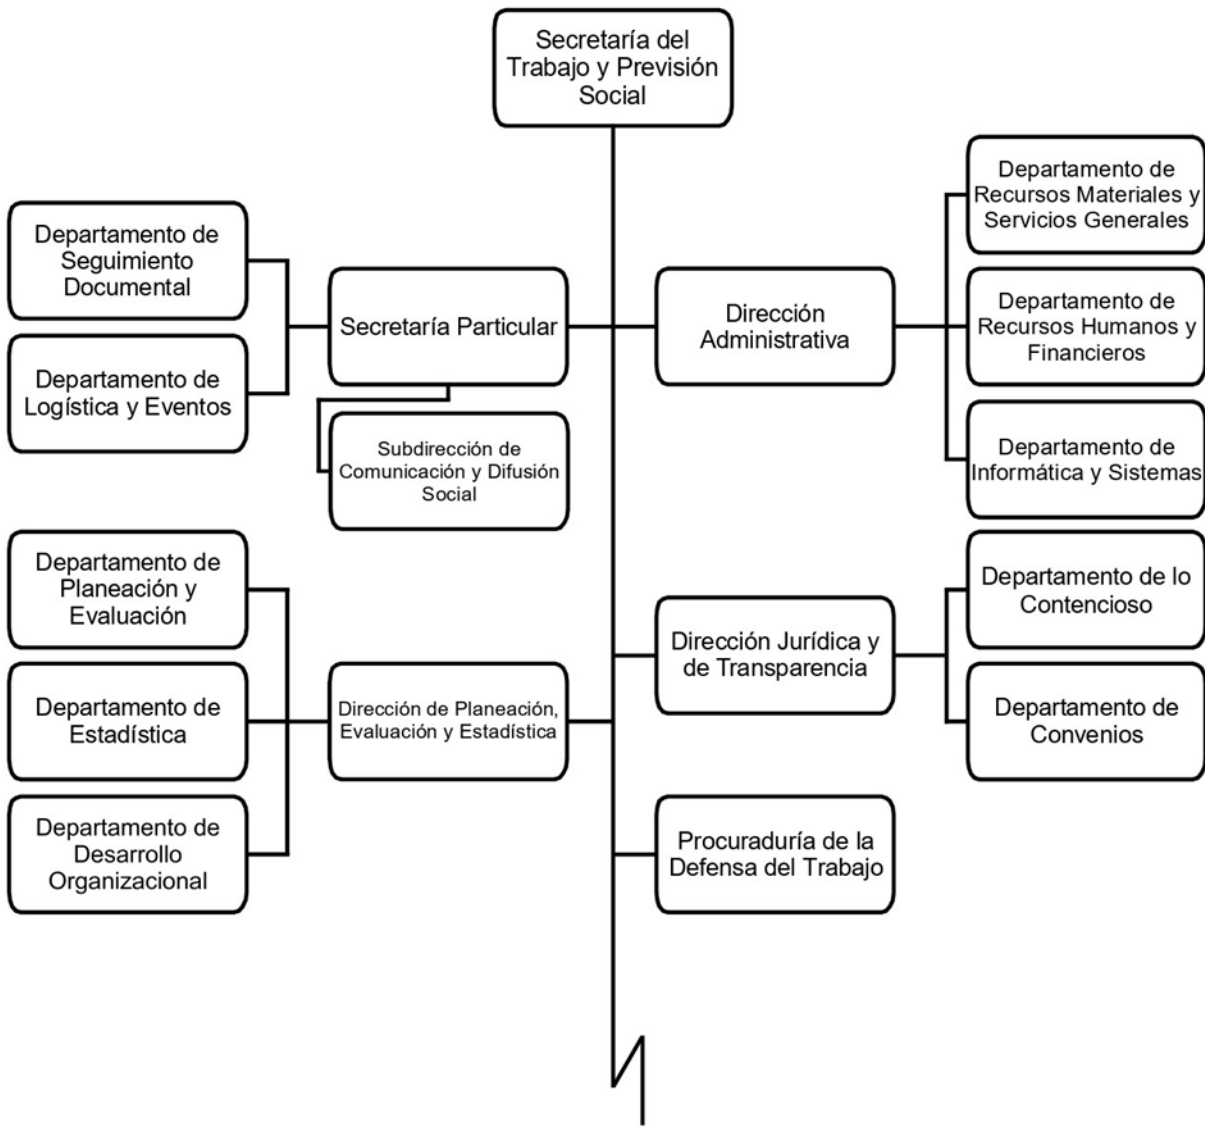 Secretaría del
Trabajo y Previsión
Social
Departamento de
Recursos Materiales y
Servicios Generales
Departamento de
Seguimiento
Documental
Secretaría Particular
Dirección
Administrativa
Departamento de
Recursos Humanos y
Financieros
Departamento de
Logística y Eventos
Subdirección de
Comunicación y Difusión
Social
Departamento de
Informática y Sistemas
Departamento de
Planeación y
Evaluación
Departamento de lo
Contencioso
Dirección Jurídica y
de Transparencia
Departamento de
Estadística
Dirección de Planeación,
Evaluación y Estadística
Departamento de
Convenios
Departamento de
Desarrollo
Organizacional
Procuraduría de la
Defensa del Trabajo